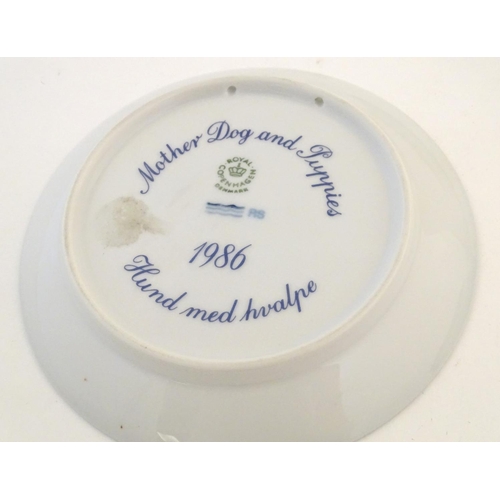 Mother Dog and Puppies
ROYAL
COPENHAGEN
DENMARK
1986
Hund med hvalpe